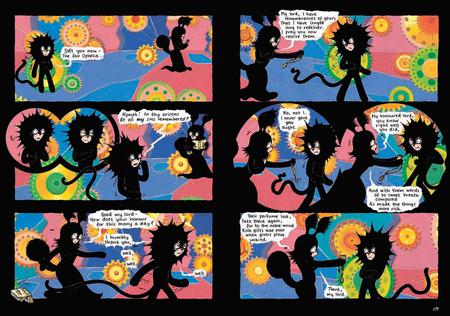 Soft you now -
The fair Ophelia...
Nymph! In thy orizons
Be all my sins remembered?
Good my lord -
How does your honour
for this many a day?
I humbly
thank you,
well,
well,
well
My lord, I have
remembrances of yours
That I have longed
long to redeliver.
I pray you now
receive them.
No, not I.
I never gave
you aught.
My honoured lord,
you know
right well
you did,
And with them words
of so sweet breath
composed
As made the things
more rich.
Their perfume lost,
Take these again,
for to the noble mind
Rich gifts wax poor
when givers prove
unkind.
There,
my lord.